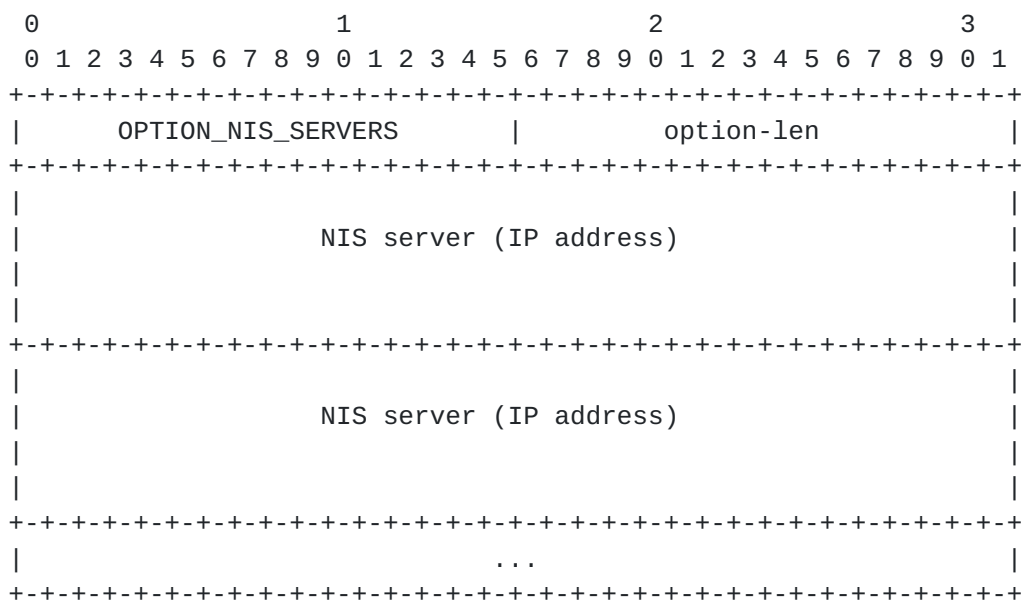 0                   1                   2                   3
 0 1 2 3 4 5 6 7 8 9 0 1 2 3 4 5 6 7 8 9 0 1 2 3 4 5 6 7 8 9 0 1
+-+-+-+-+-+-+-+-+-+-+-+-+-+-+-+-+-+-+-+-+-+-+-+-+-+-+-+-+-+-+-+-+
|      OPTION_NIS_SERVERS       |         option-len            |
+-+-+-+-+-+-+-+-+-+-+-+-+-+-+-+-+-+-+-+-+-+-+-+-+-+-+-+-+-+-+-+-+
|                                                               |
|                   NIS server (IP address)                     |
|                                                               |
|                                                               |
+-+-+-+-+-+-+-+-+-+-+-+-+-+-+-+-+-+-+-+-+-+-+-+-+-+-+-+-+-+-+-+-+
|                                                               |
|                   NIS server (IP address)                     |
|                                                               |
|                                                               |
+-+-+-+-+-+-+-+-+-+-+-+-+-+-+-+-+-+-+-+-+-+-+-+-+-+-+-+-+-+-+-+-+
|                              ...                              |
+-+-+-+-+-+-+-+-+-+-+-+-+-+-+-+-+-+-+-+-+-+-+-+-+-+-+-+-+-+-+-+-+